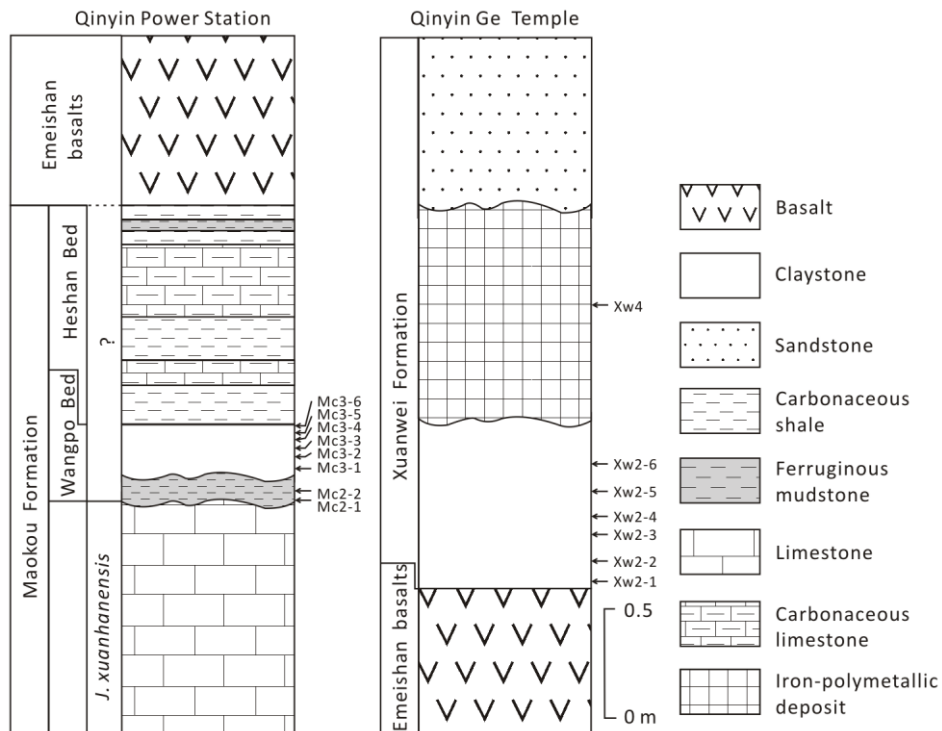 Qinyin Power Station
Emeishan
basalts
Maokou Formation
Heshan Bed
Wangpo Bed
?
J. xuanhanensis
Mc3-6
Mc3-5
Mc3-4
Mc3-3
Mc3-2
Mc3-1
Mc2-2
Mc2-1
Qinyin Ge Temple
Xuanwei Formation
Emeishan basalts
Xw4
Xw2-6
Xw2-5
Xw2-4
Xw2-3
Xw2-2
Xw2-1
0.5
0 m
Basalt
Claystone
Sandstone
Carbonaceous
shale
Ferruginous
mudstone
Limestone
Carbonaceous
limestone
Iron-polymetallic
deposit